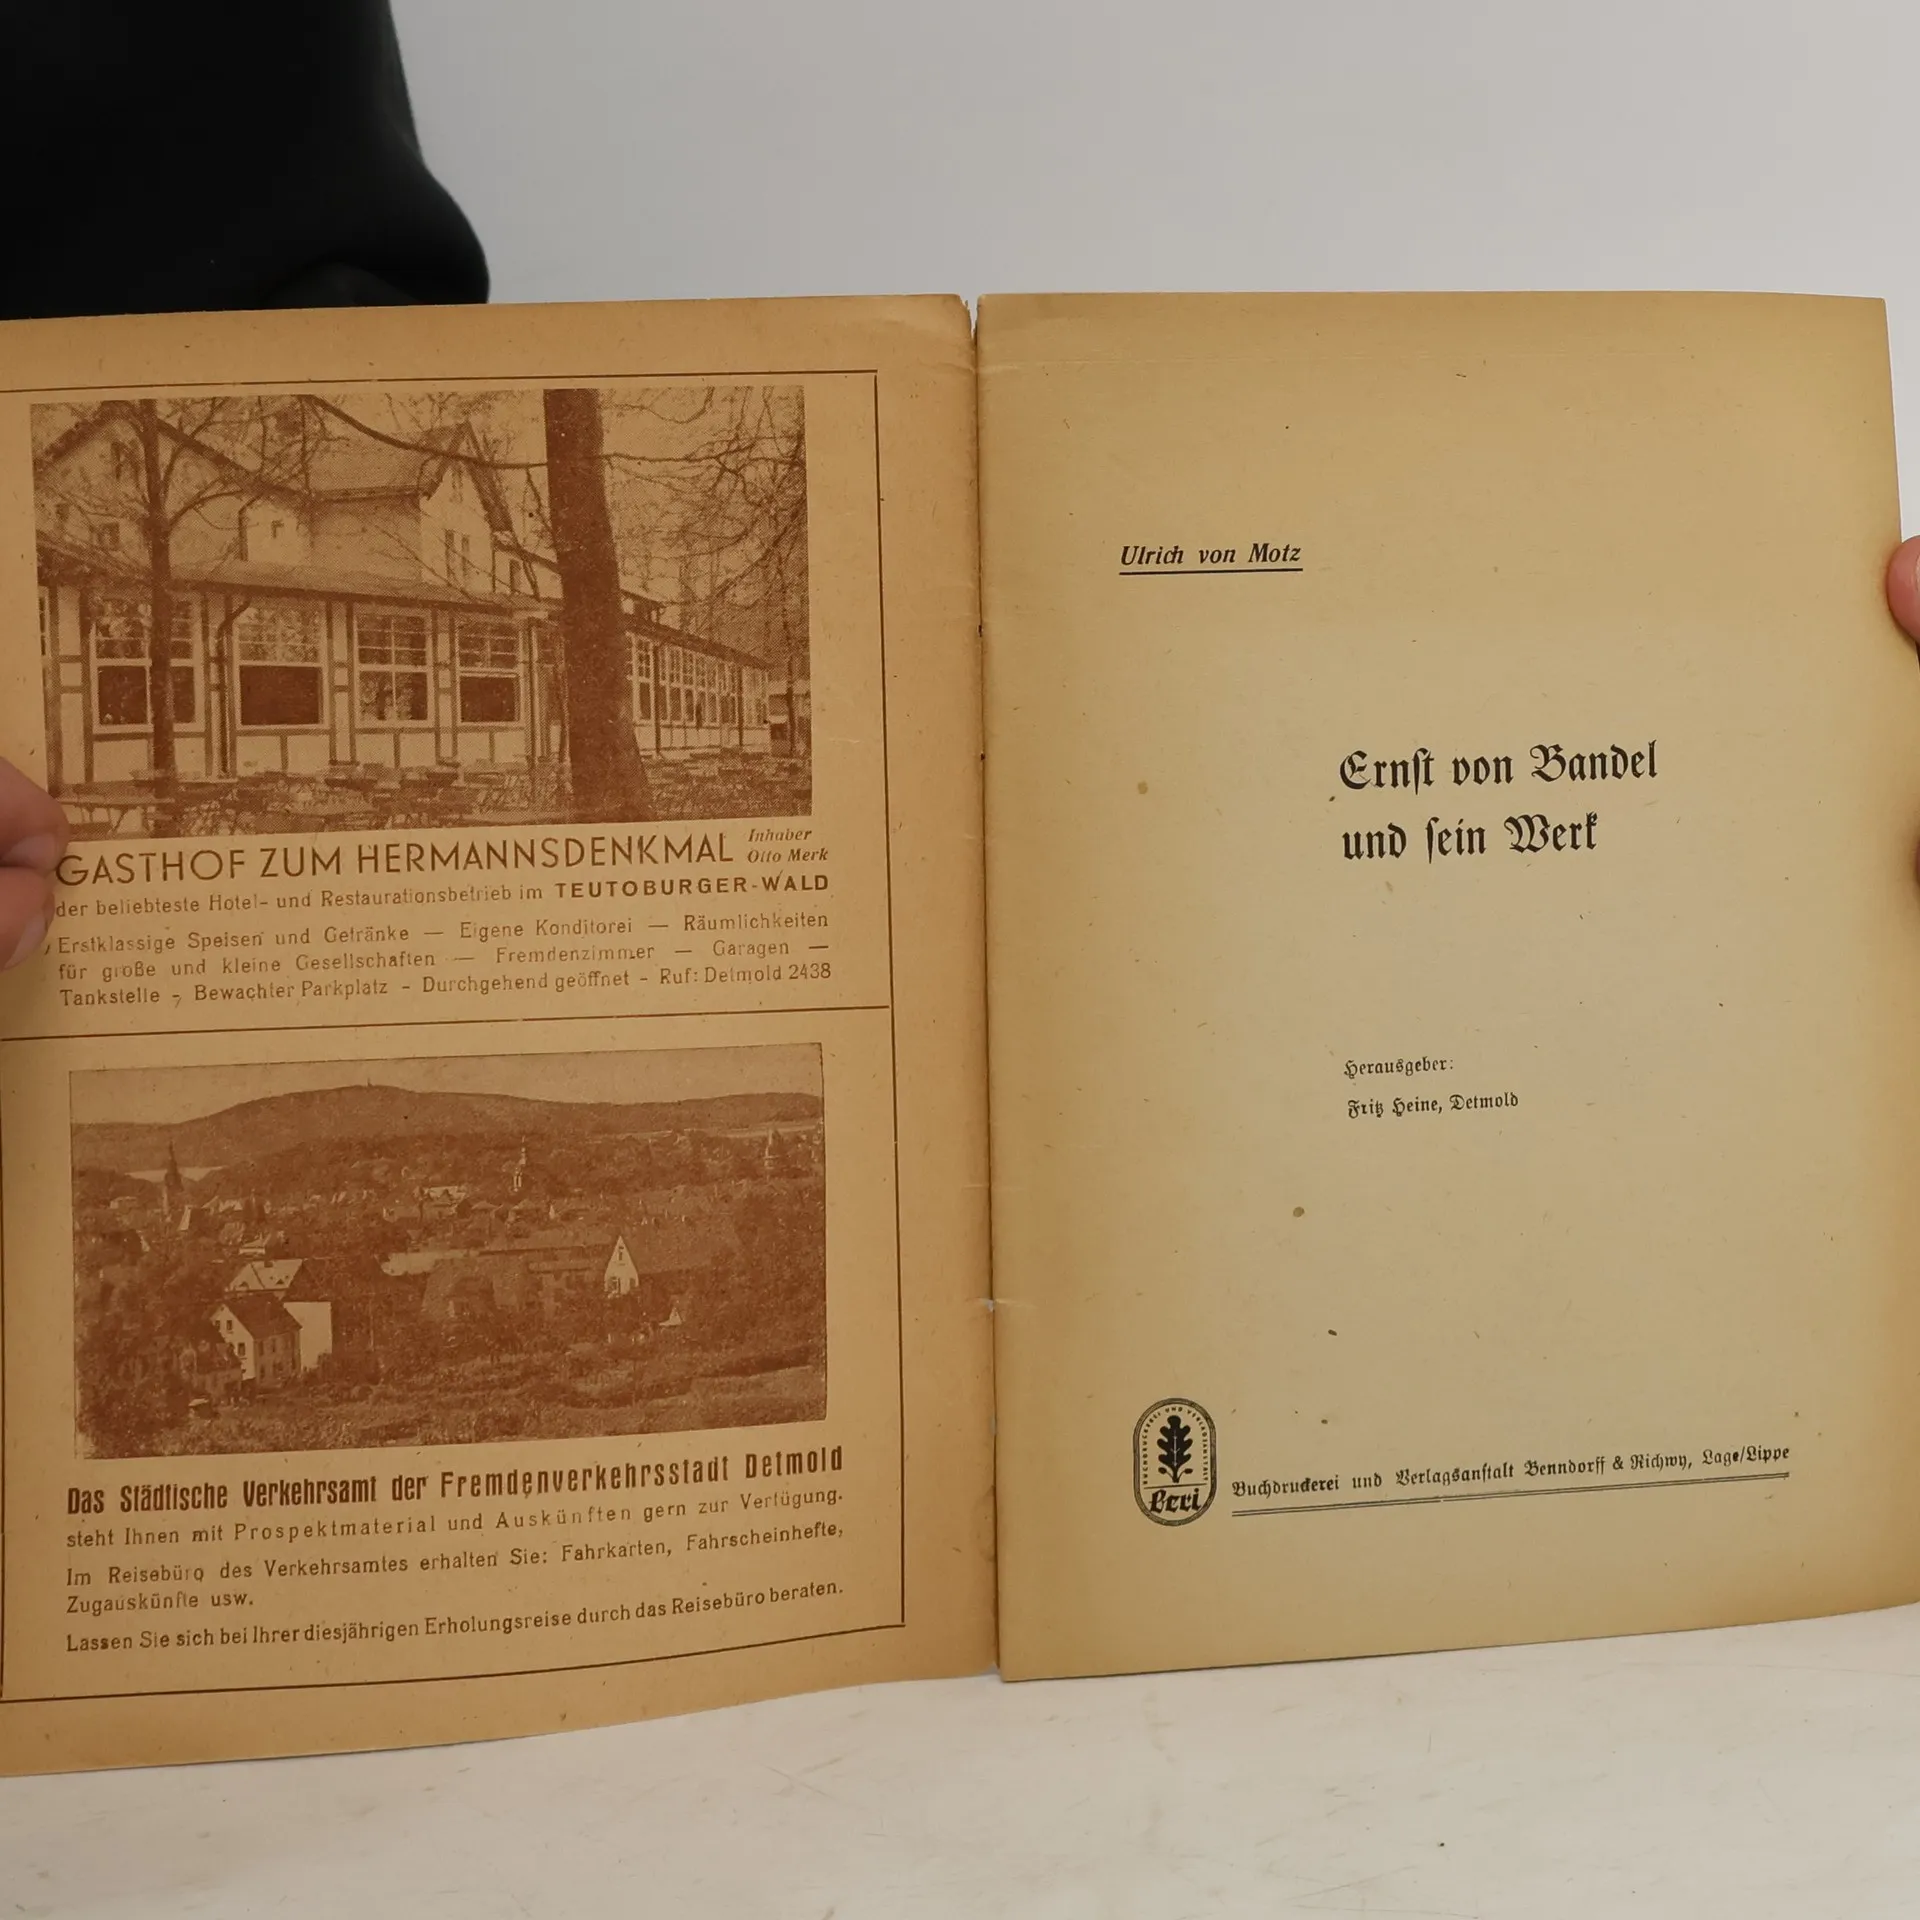 GASTHOF ZUM HERMANNSDENKMAL Inhaber Otto Merk
der beliebteste Hotel- und Restaurationsbetrieb im TEUTOBURGER-WALD
Erstklassige Speisen und Getränke — Eigene Konditorei — Räumlichkeiten
für große und kleine Gesellschaften — Fremdenzimmer — Garagen —
Tankstelle - Bewachter Parkplatz - Durchgehend geöffnet - Ruf: Detmold 2438
Das Städtische Verkehrsamt der Fremdenverkehrsstadt Detmold
steht Ihnen mit Prospektmaterial und Auskünften gern zur Verfügung.
Im Reisebüro des Verkehrsamtes erhalten Sie: Fahrkarten, Fahrscheinhefte,
Zugauskünfte usw.
Lassen Sie sich bei Ihrer diesjährigen Erholungsreise durch das Reisebüro beraten.
Ulrich von Motz
Ernſt von Bandel
und ſein Werk
Herausgeber:
Fritz Heine, Detmold
BUCHDRUCKEREI UND VERLAGSANSTALT
Beri
Buchdruckerei und Verlagsanſtalt Benndorff & Richwy, Lage/Lippe